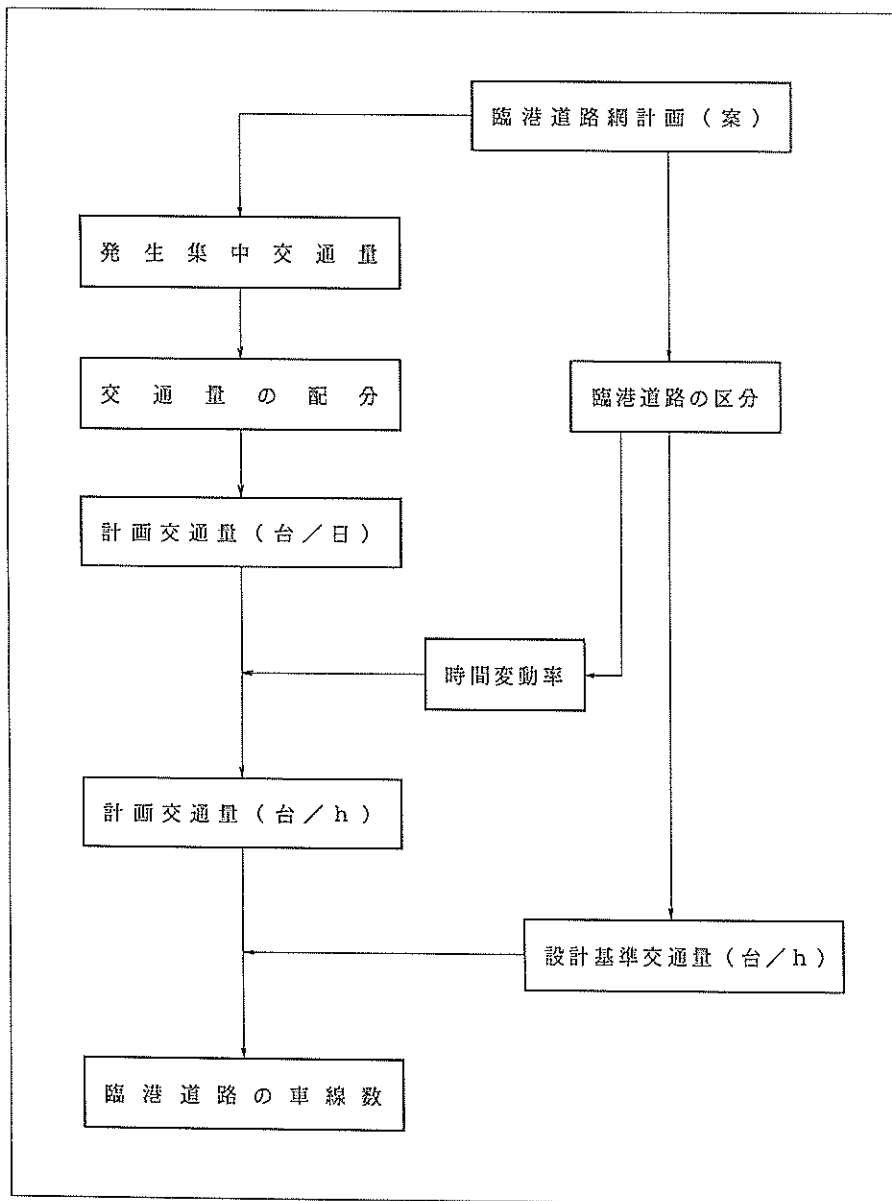 臨港道路網計画（案）
発生集中交通量
交通量の配分
臨港道路の区分
計画交通量（台／日）
時間変動率
計画交通量（台／h）
設計基準交通量（台／h）
臨港道路の車線数